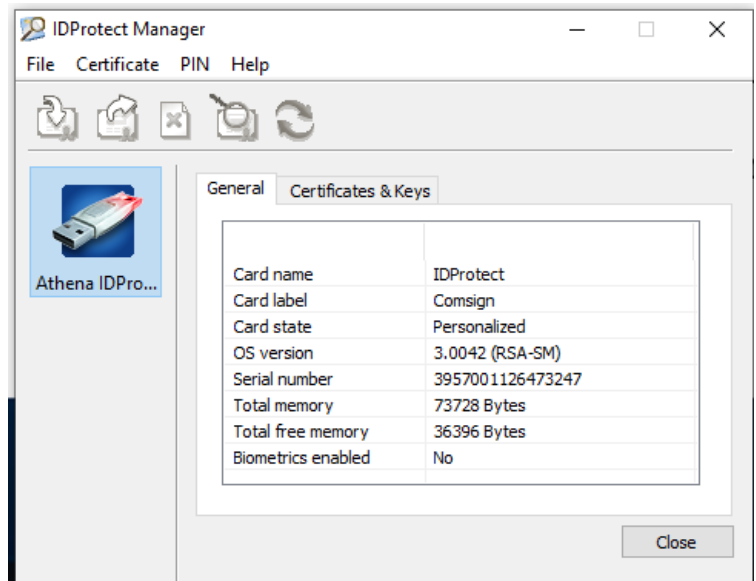 IDProtect Manager
File Certificate PIN Help
General Certificates & Keys
Athena IDPro...
Card name IDProtect
Card label Comsign
Card state Personalized
OS version 3.0042 (RSA-SM)
Serial number 3957001126473247
Total memory 73728 Bytes
Total free memory 36396 Bytes
Biometrics enabled No
Close